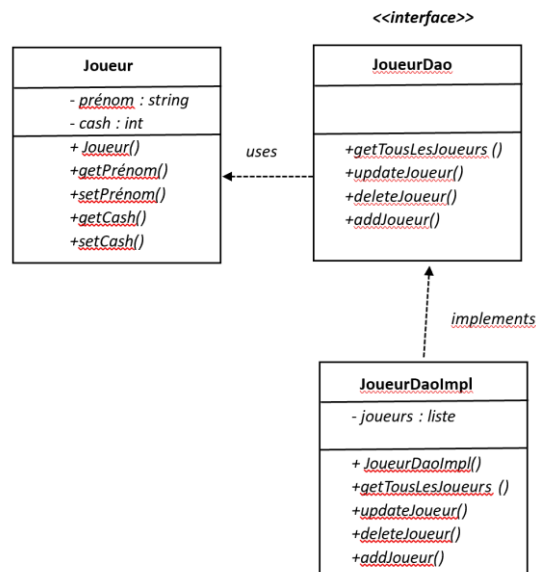 <<interface>>
Joueur
- prénom : string
- cash : int
+ Joueur()
+getPrénom()
+setPrénom()
+getCash()
+setCash()
uses
JoueurDao
+getTousLesJoueurs ()
+updateJoueur()
+deleteJoueur()
+addJoueur()
implements
JoueurDaoImpl
- joueurs : liste
+ JoueurDaoImpl()
+getTousLesJoueurs ()
+updateJoueur()
+deleteJoueur()
+addJoueur()